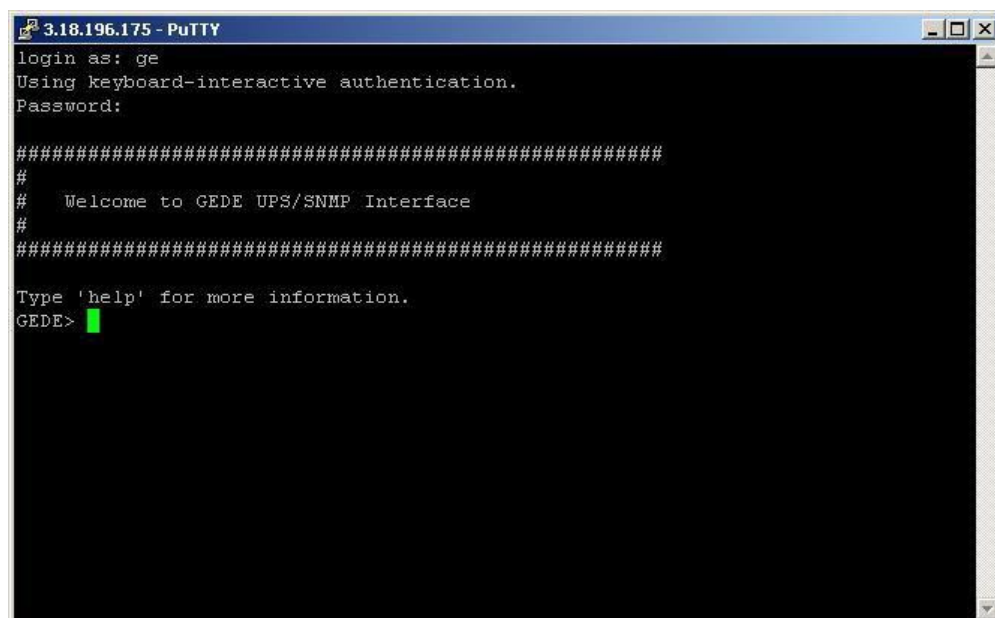 3.18.196.175 - PuTTY
login as: ge
Using keyboard-interactive authentication.
Password:
######################################################
#
#   Welcome to GEDE UPS/SNMP Interface
#
######################################################
Type 'help' for more information.
GEDE>